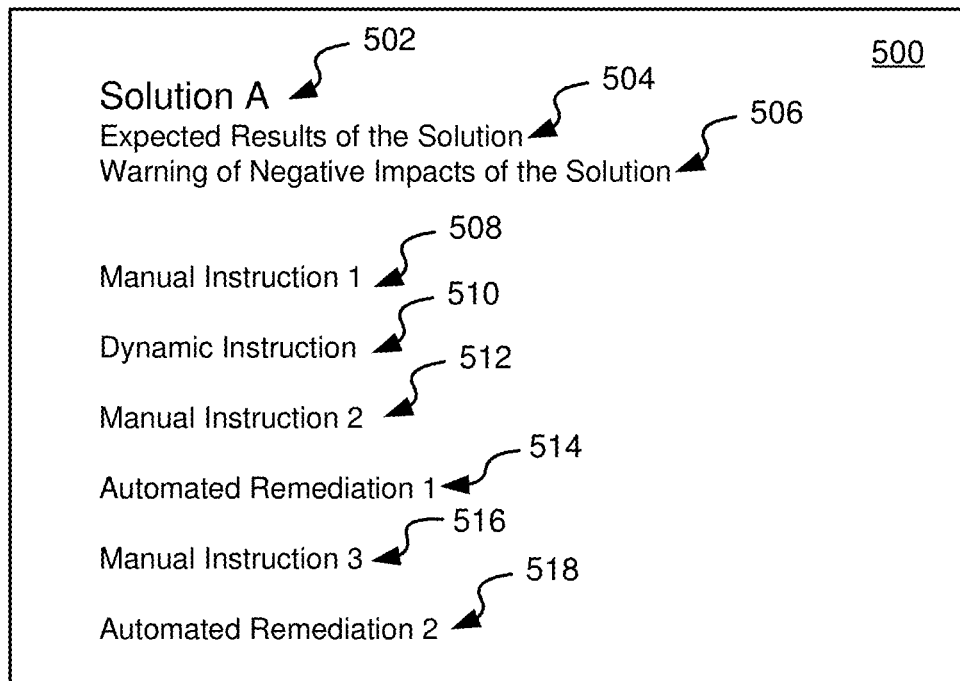 502
500
Solution A
504
Expected Results of the Solution
506
Warning of Negative Impacts of the Solution
508
Manual Instruction 1
510
Dynamic Instruction
512
Manual Instruction 2
514
Automated Remediation 1
516
Manual Instruction 3
518
Automated Remediation 2